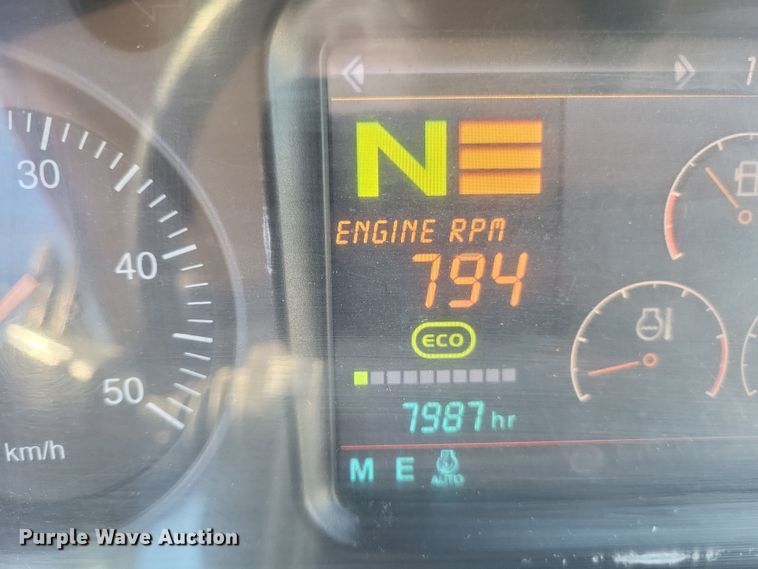 30
40
50
km/h
N
ENGINE RPM
794
ECO
7987 hr
M E AUTO
Purple Wave Auction